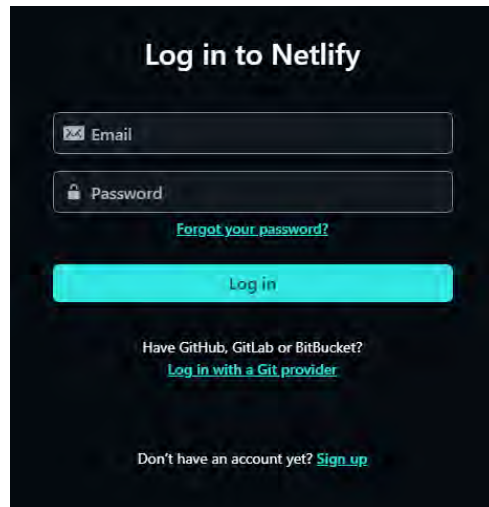 Log in to Netlify
Email
Password
Forgot your password?
Log in
Have GitHub, GitLab or BitBucket?
Log in with a Git provider
Don't have an account yet? Sign up